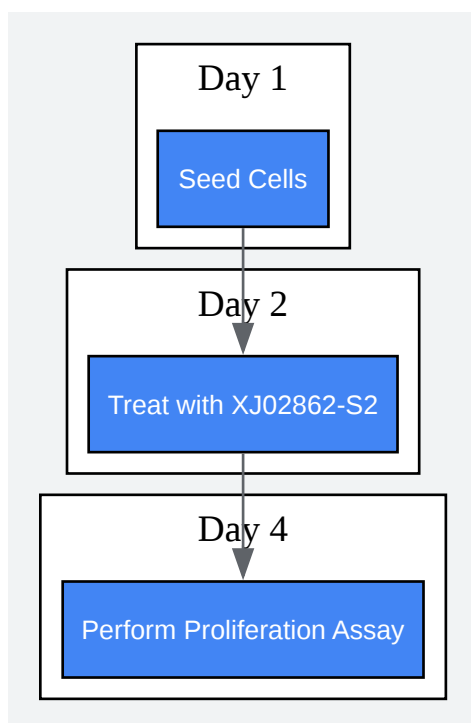 Day 1
Seed Cells
Day 2
Treat with XJ02862-S2
Day 4
Perform Proliferation Assay